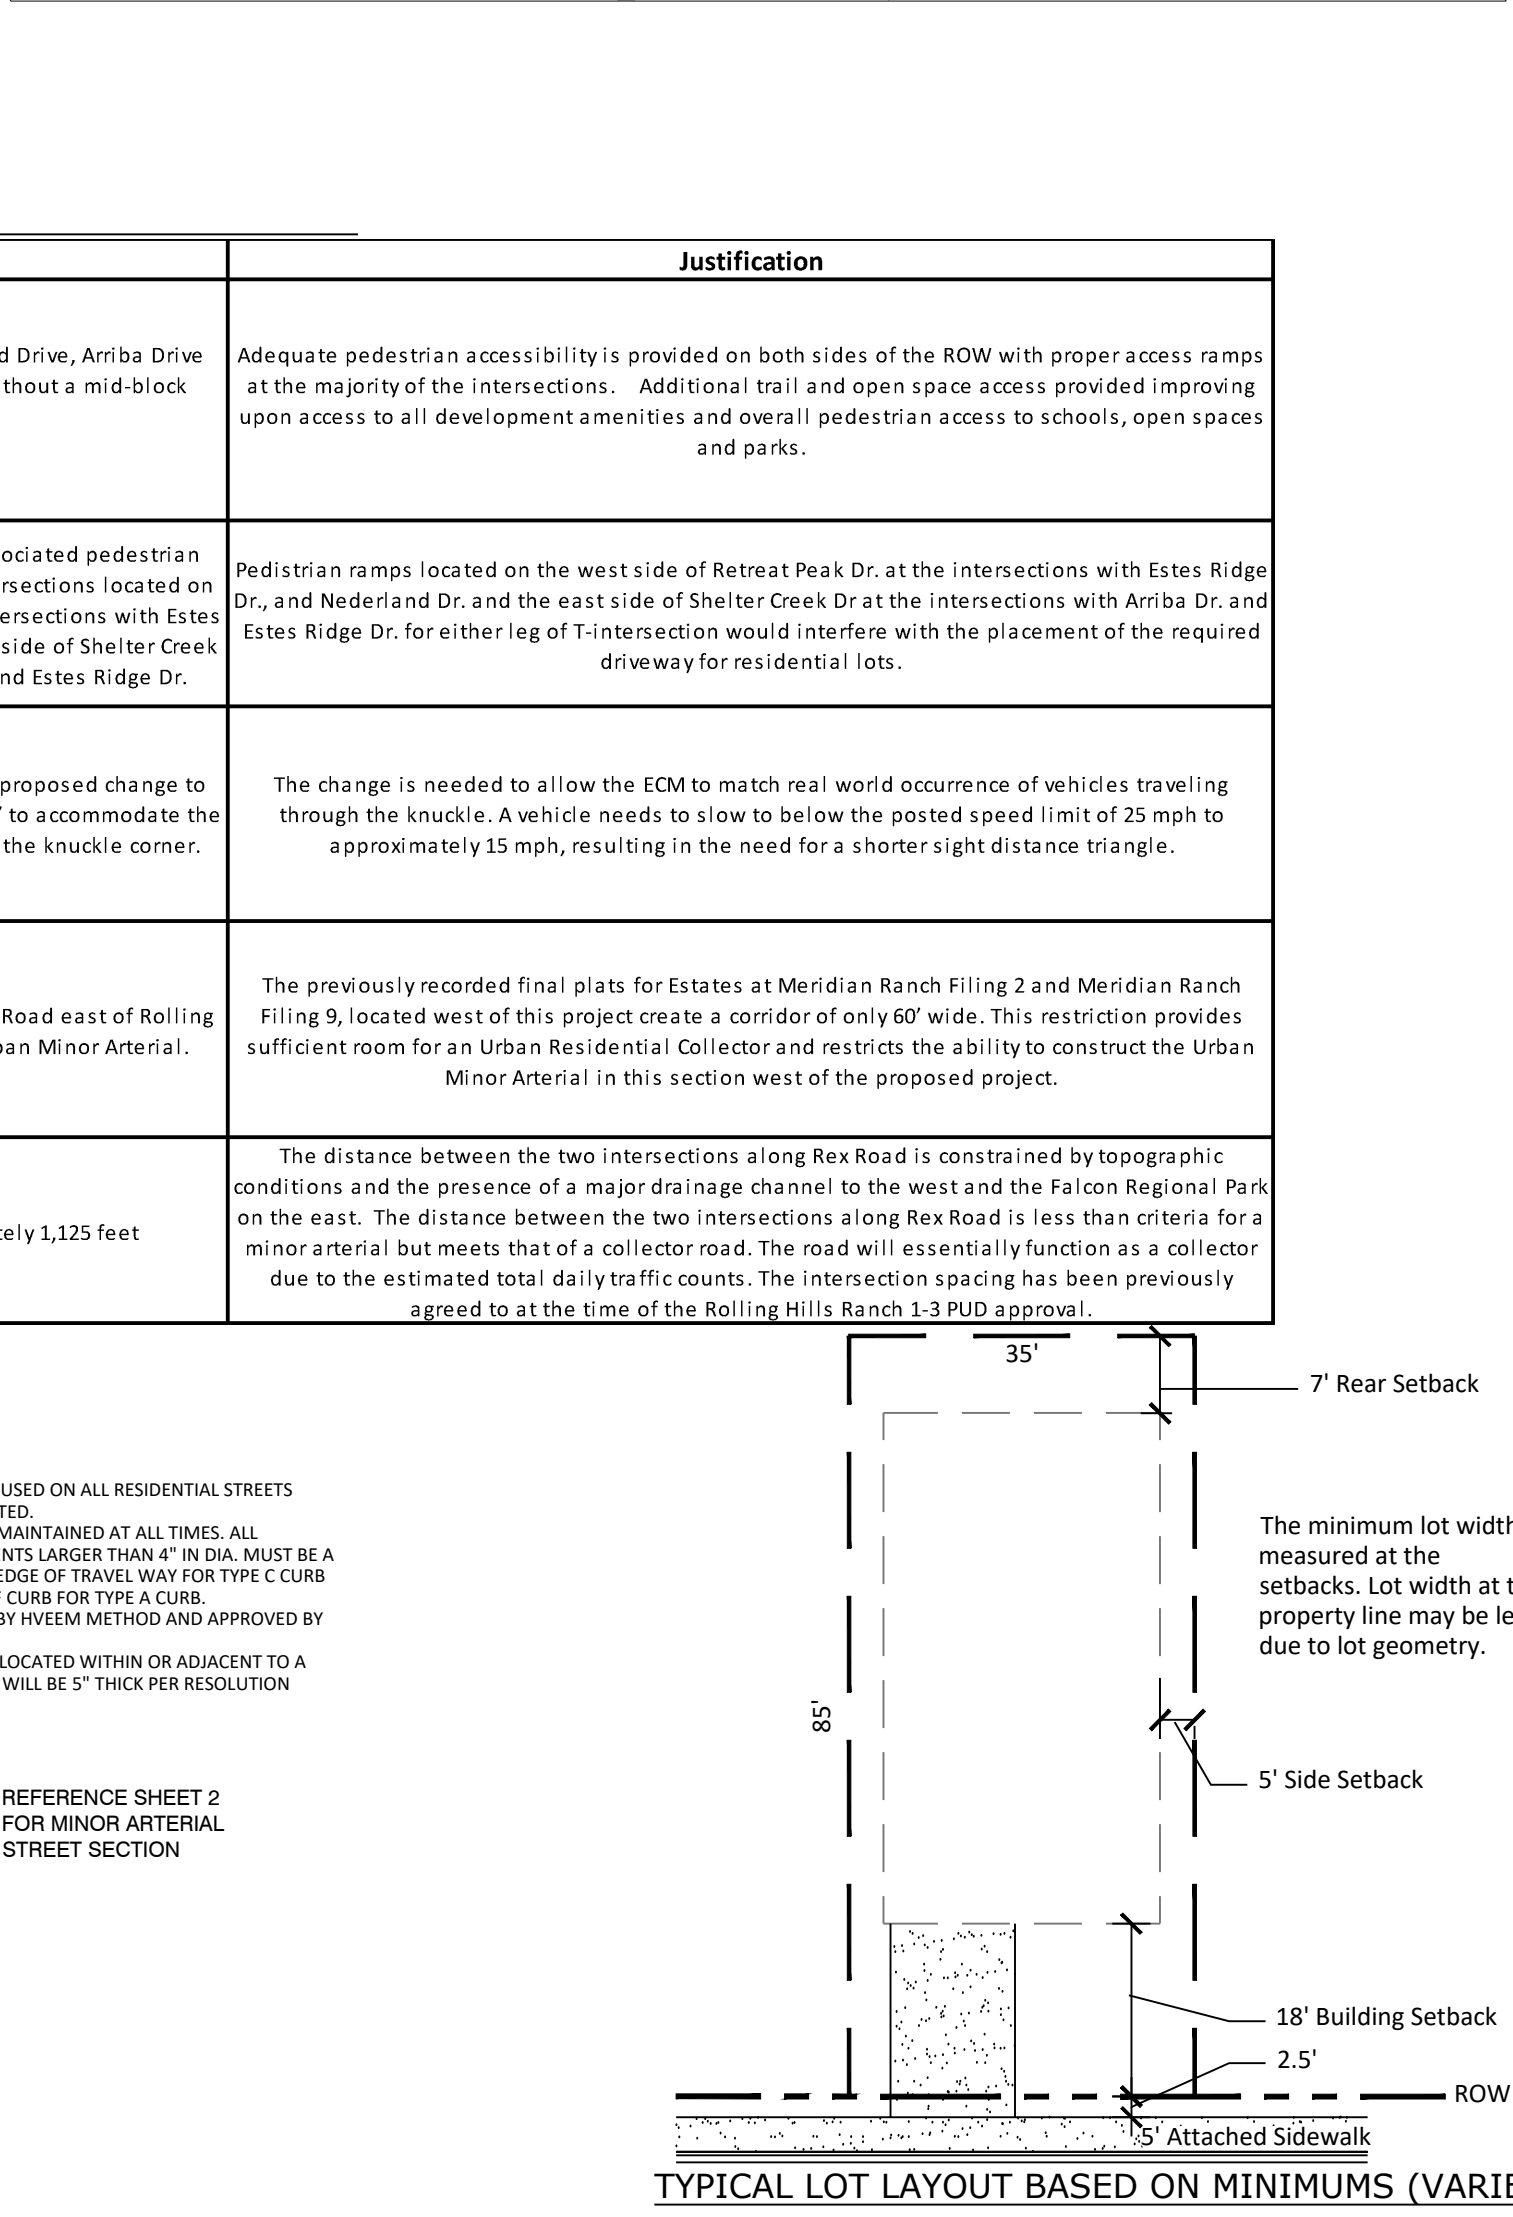 Justification
d Drive, Arriba Drive
thout a mid-block
Adequate pedestrian accessibility is provided on both sides of the ROW with proper access ramps
at the majority of the intersections. Additional trail and open space access provided improving
upon access to all development amenities and overall pedestrian access to schools, open spaces
and parks.
ociated pedestrian
rsections located on
ersections with Estes
side of Shelter Creek
nd Estes Ridge Dr.
Pedistrian ramps located on the west side of Retreat Peak Dr. at the intersections with Estes Ridge
Dr., and Nederland Dr. and the east side of Shelter Creek Dr at the intersections with Arriba Dr. and
Estes Ridge Dr. for either leg of T-intersection would interfere with the placement of the required
driveway for residential lots.
proposed change to
' to accommodate the
the knuckle corner.
The change is needed to allow the ECM to match real world occurrence of vehicles traveling
through the knuckle. A vehicle needs to slow to below the posted speed limit of 25 mph to
approximately 15 mph, resulting in the need for a shorter sight distance triangle.
Road east of Rolling
ban Minor Arterial.
The previously recorded final plats for Estates at Meridian Ranch Filing 2 and Meridian Ranch
Filing 9, located west of this project create a corridor of only 60' wide. This restriction provides
sufficient room for an Urban Residential Collector and restricts the ability to construct the Urban
Minor Arterial in this section west of the proposed project.
tely 1,125 feet
The distance between the two intersections along Rex Road is constrained by topographic
conditions and the presence of a major drainage channel to the west and the Falcon Regional Park
on the east. The distance between the two intersections along Rex Road is less than criteria for a
minor arterial but meets that of a collector road. The road will essentially function as a collector
due to the estimated total daily traffic counts. The intersection spacing has been previously
agreed to at the time of the Rolling Hills Ranch 1-3 PUD approval.
USED ON ALL RESIDENTIAL STREETS
TED.
MAINTAINED AT ALL TIMES. ALL
ENTS LARGER THAN 4" IN DIA. MUST BE A
EDGE OF TRAVEL WAY FOR TYPE C CURB
F CURB FOR TYPE A CURB.
BY HVEEM METHOD AND APPROVED BY
LOCATED WITHIN OR ADJACENT TO A
WILL BE 5" THICK PER RESOLUTION
REFERENCE SHEET 2
FOR MINOR ARTERIAL
STREET SECTION
35'
7' Rear Setback
The minimum lot width
measured at the
setbacks. Lot width at t
property line may be le
due to lot geometry.
85'
5' Side Setback
18' Building Setback
2.5'
ROW
5' Attached Sidewalk
TYPICAL LOT LAYOUT BASED ON MINIMUMS (VARIE